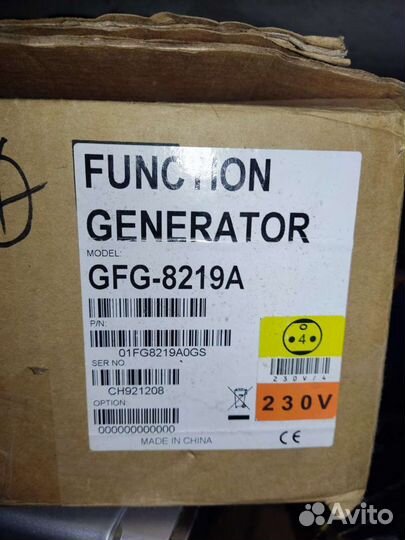 FUNCTION
GENERATOR
MODEL:
GFG-8219A
P/N:
01FG8219A0GS
SER NO
CH921208
OPTION:
000000000000
MADE IN CHINA
4
230V/4
230V
CE
Avito